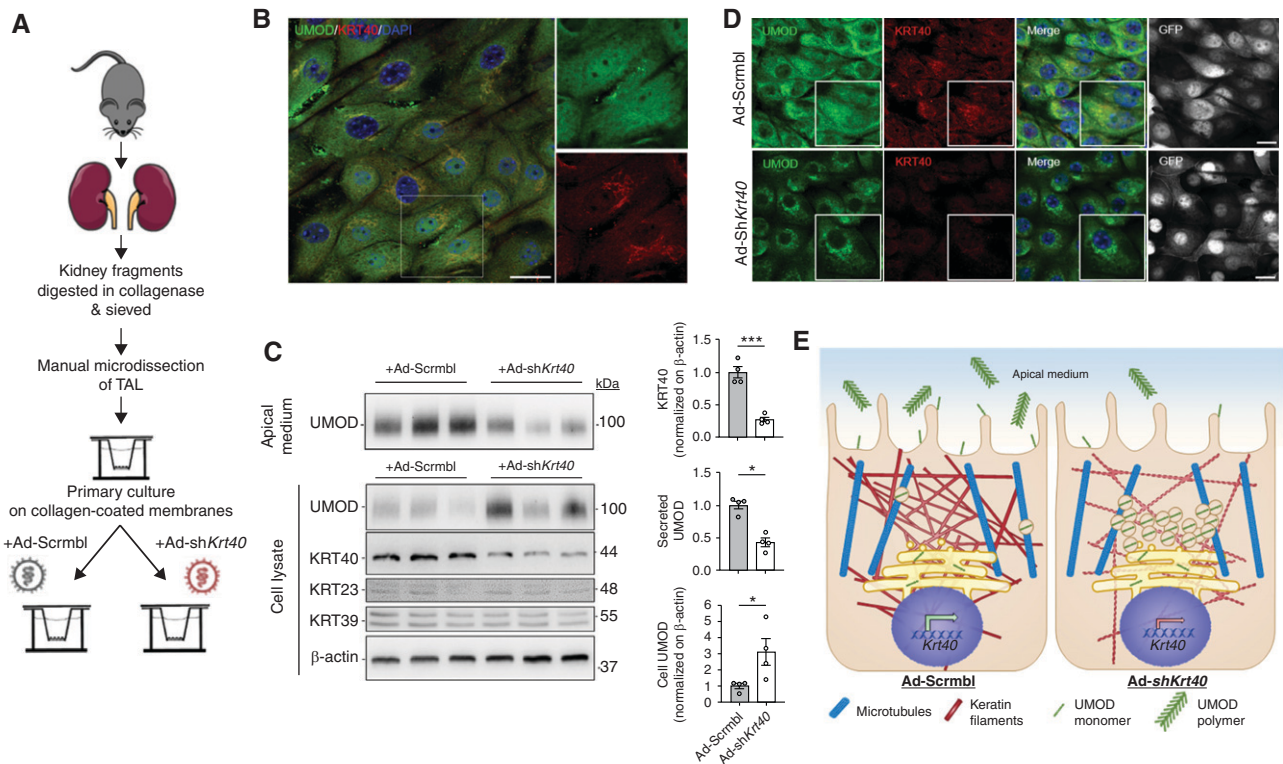 A
Kidney fragments
digested in collagenase
& sieved
Manual microdissection
of TAL
Primary culture
on collagen-coated membranes
+Ad-Scrmbl
+Ad-shKrt40
B
UMOD/KRT40/DAPI
C
+Ad-Scrmbl
+Ad-shKrt40
kDa
Apical
medium
UMOD
100
+Ad-Scrmbl
+Ad-shKrt40
Cell lysate
UMOD
100
KRT40
44
KRT23
48
KRT39
55
β-actin
37
KRT40
(normalized on β-actin)
1.5
1.0
0.5
0.0
***
Secreted
UMOD
1.5
1.0
0.5
0.0
*
Cell UMOD
(normalized on β-actin)
6
5
4
3
2
1
0
*
Ad-Scrmbl
Ad-shKrt40
D
Ad-Scrmbl
UMOD
KRT40
Merge
GFP
Ad-ShKrt40
UMOD
KRT40
Merge
GFP
E
Apical medium
Krt40
Krt40
Ad-Scrmbl
Ad-shKrt40
Microtubules
Keratin
filaments
UMOD
monomer
UMOD
polymer